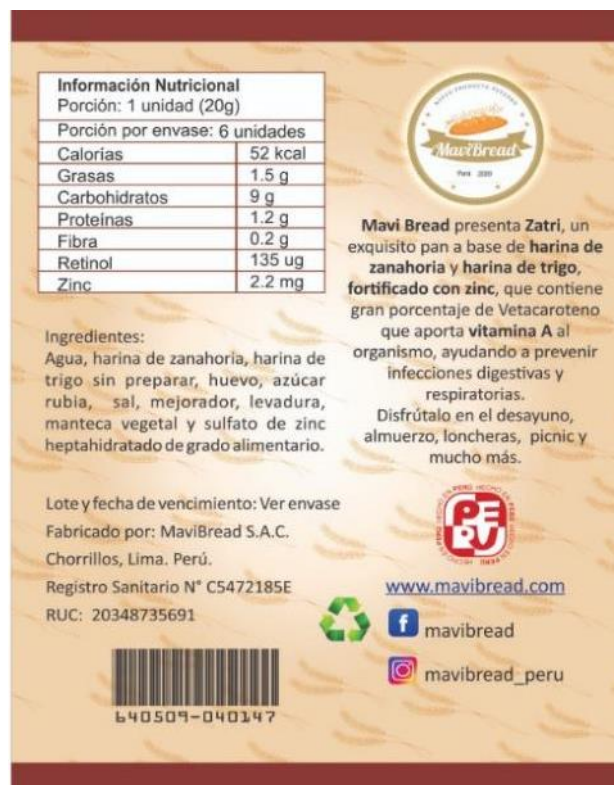 Información Nutricional
Porción: 1 unidad (20g)
Porción por envase: 6 unidades
Calorías 52 kcal
Grasas 1.5 g
Carbohidratos 9 g
Proteínas 1.2 g
Fibra 0.2 g
Retinol 135 ug
Zinc 2.2 mg
Ingredientes:
Agua, harina de zanahoria, harina de
trigo sin preparar, huevo, azúcar
rubia, sal, mejorador, levadura,
manteca vegetal y sulfato de zinc
heptahidratado de grado alimentario.
Lote y fecha de vencimiento: Ver envase
Fabricado por: MaviBread S.A.C.
Chorrillos, Lima. Perú.
Registro Sanitario N° C5472185E
RUC: 20348735691
640509-040147
MaviBread
Perú 2019
Mavi Bread presenta Zatri, un
exquisito pan a base de harina de
zanahoria y harina de trigo,
fortificado con zinc, que contiene
gran porcentaje de Vetacaroteno
que aporta vitamina A al
organismo, ayudando a prevenir
infecciones digestivas y
respiratorias.
Disfrútalo en el desayuno,
almuerzo, loncheras, picnic y
mucho más.
PERU
HECHO EN PERÚ
www.mavibread.com
mavibread
mavibread_peru